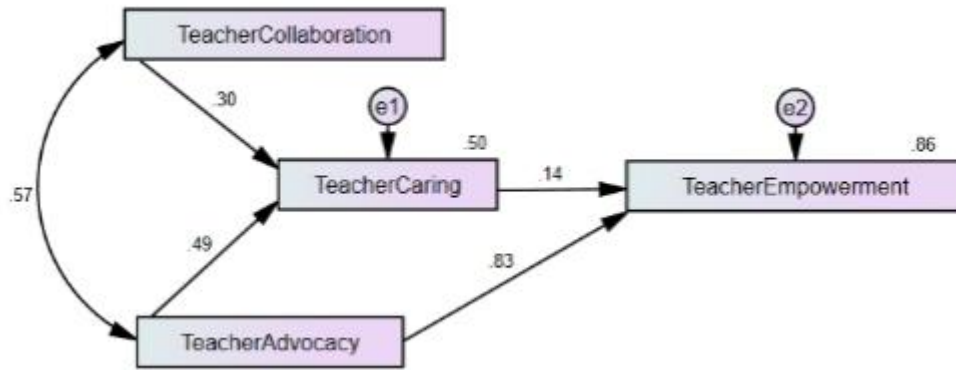 TeacherCollaboration
.30
e1
e2
.50
.86
TeacherCaring
.14
TeacherEmpowerment
.57
.49
.83
TeacherAdvocacy